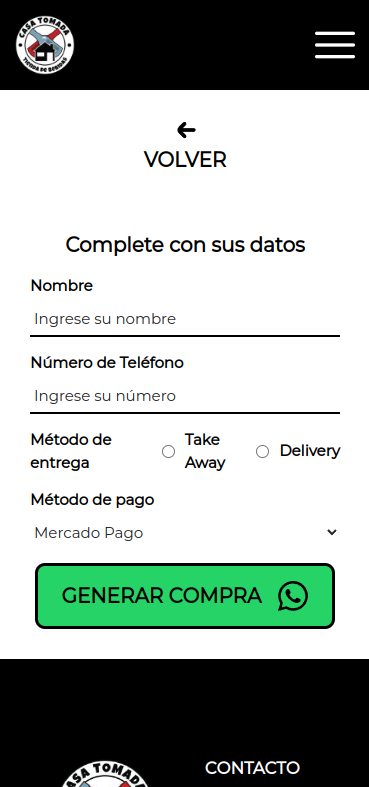 CASA TOMADA
TIENDA DE BEBIDAS
VOLVER
Complete con sus datos
Nombre
Ingrese su nombre
Número de Teléfono
Ingrese su número
Método de
entrega
Take
Away
Delivery
Método de pago
Mercado Pago
GENERAR COMPRA
CASA TOMADA
CONTACTO